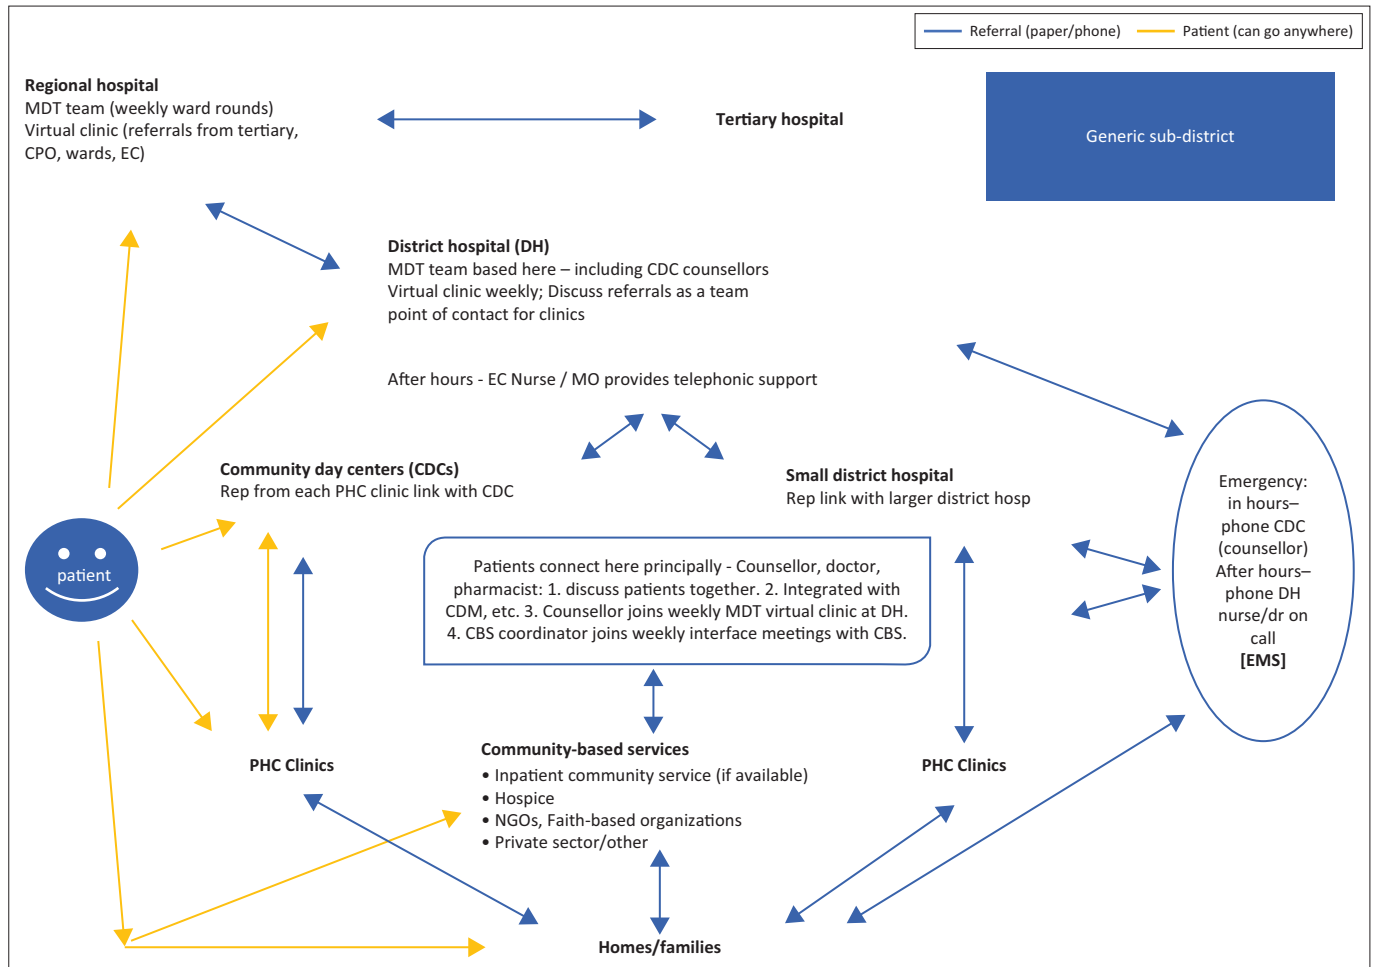 Referral (paper/phone)
Patient (can go anywhere)
Regional hospital
MDT team (weekly ward rounds)
Virtual clinic (referrals from tertiary,
CPO, wards, EC)
Tertiary hospital
Generic sub-district
District hospital (DH)
MDT team based here – including CDC counsellors
Virtual clinic weekly; Discuss referrals as a team
point of contact for clinics
After hours - EC Nurse / MO provides telephonic support
Community day centers (CDCs)
Rep from each PHC clinic link with CDC
Small district hospital
Rep link with larger district hosp
Emergency:
in hours–
phone CDC
(counsellor)
After hours–
phone DH
nurse/dr on
call
[EMS]
patient
Patients connect here principally - Counsellor, doctor,
pharmacist: 1. discuss patients together. 2. Integrated with
CDM, etc. 3. Counsellor joins weekly MDT virtual clinic at DH.
4. CBS coordinator joins weekly interface meetings with CBS.
PHC Clinics
Community-based services
• Inpatient community service (if available)
• Hospice
• NGOs, Faith-based organizations
• Private sector/other
PHC Clinics
Homes/families